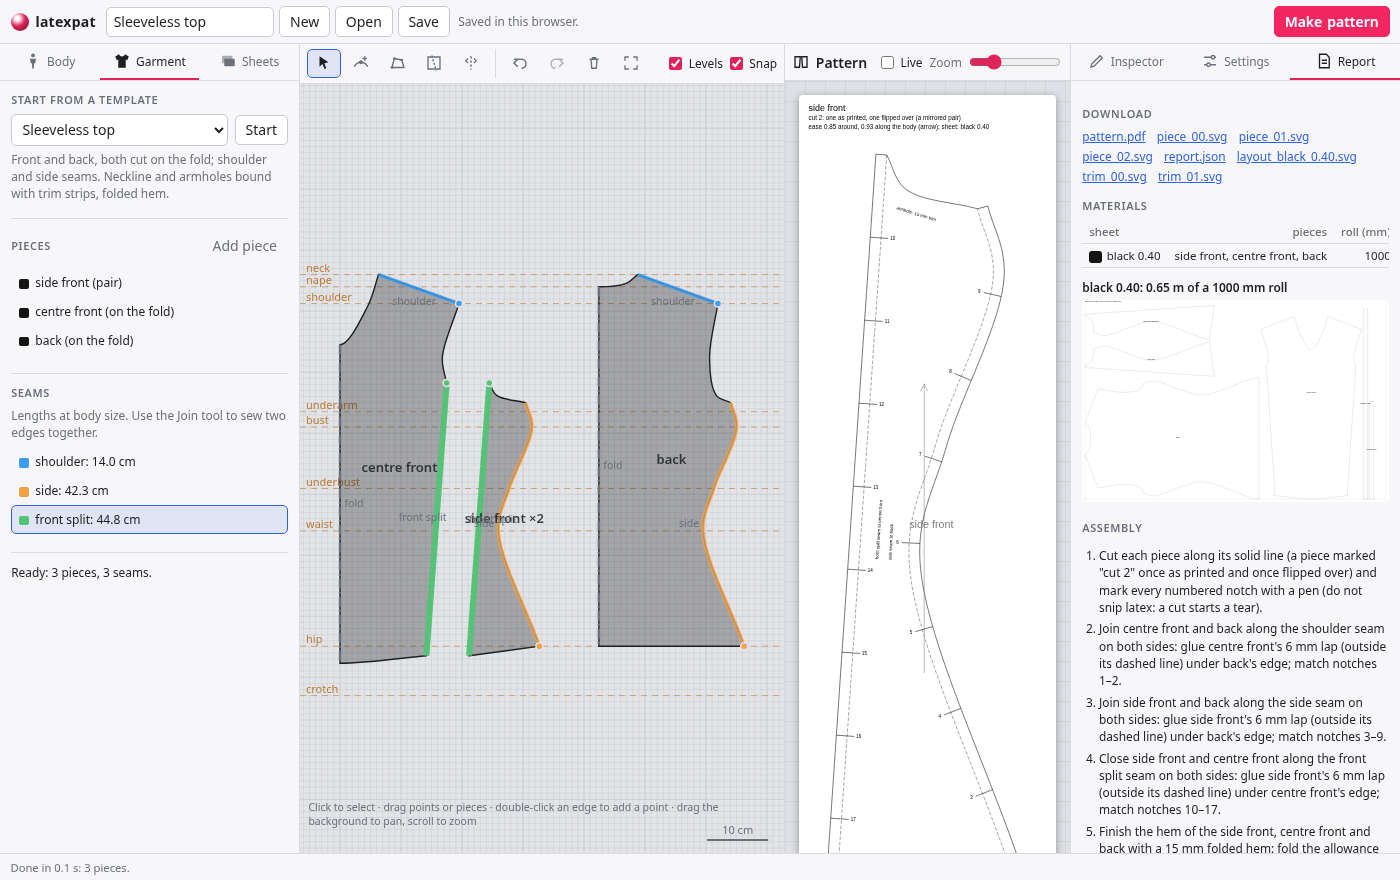 latexpat
Sleeveless top
New
Open
Save
Saved in this browser.
Make pattern
Body
Garment
Sheets
Levels
Snap
Pattern
Live
Zoom
Inspector
Settings
Report
START FROM A TEMPLATE
Sleeveless top
Start
Front and back, both cut on the fold; shoulder
and side seams. Neckline and armholes bound
with trim strips, folded hem.
PIECES
Add piece
side front (pair)
centre front (on the fold)
back (on the fold)
SEAMS
Lengths at body size. Use the Join tool to sew two
edges together.
shoulder: 14.0 cm
side: 42.3 cm
front split: 44.8 cm
Ready: 3 pieces, 3 seams.
neck
nape
shoulder
underarm
bust
underbust
waist
hip
crotch
shoulder
shoulder
centre front
fold
front split
side front ×2
back
fold
side
Click to select · drag points or pieces · double-click an edge to add a point · drag the
background to pan, scroll to zoom
10 cm
side front
cut 2: one as printed, one flipped over (a mirrored pair)
ease 0.85 around, 0.93 along the body (arrow); sheet: black 0.40
10
9
11
8
12
7
13
side front
6
14
5
15
4
16
3
17
DOWNLOAD
pattern.pdf piece_00.svg piece_01.svg
piece_02.svg report.json layout_black_0.40.svg
trim_00.svg trim_01.svg
MATERIALS
sheet pieces roll (mm)
black 0.40 side front, centre front, back 1000
black 0.40: 0.65 m of a 1000 mm roll
ASSEMBLY
1. Cut each piece along its solid line (a piece marked
"cut 2" once as printed and once flipped over) and
mark every numbered notch with a pen (do not
snip latex: a cut starts a tear).
2. Join centre front and back along the shoulder seam
on both sides: glue centre front's 6 mm lap (outside
its dashed line) under back's edge; match notches
1–2.
3. Join side front and back along the side seam on
both sides: glue side front's 6 mm lap (outside its
dashed line) under back's edge; match notches 3–9.
4. Close side front and centre front along the front
split seam on both sides: glue side front's 6 mm lap
(outside its dashed line) under centre front's edge;
match notches 10–17.
5. Finish the hem of the side front, centre front and
back with a 15 mm folded hem: fold the allowance
Done in 0.1 s: 3 pieces.